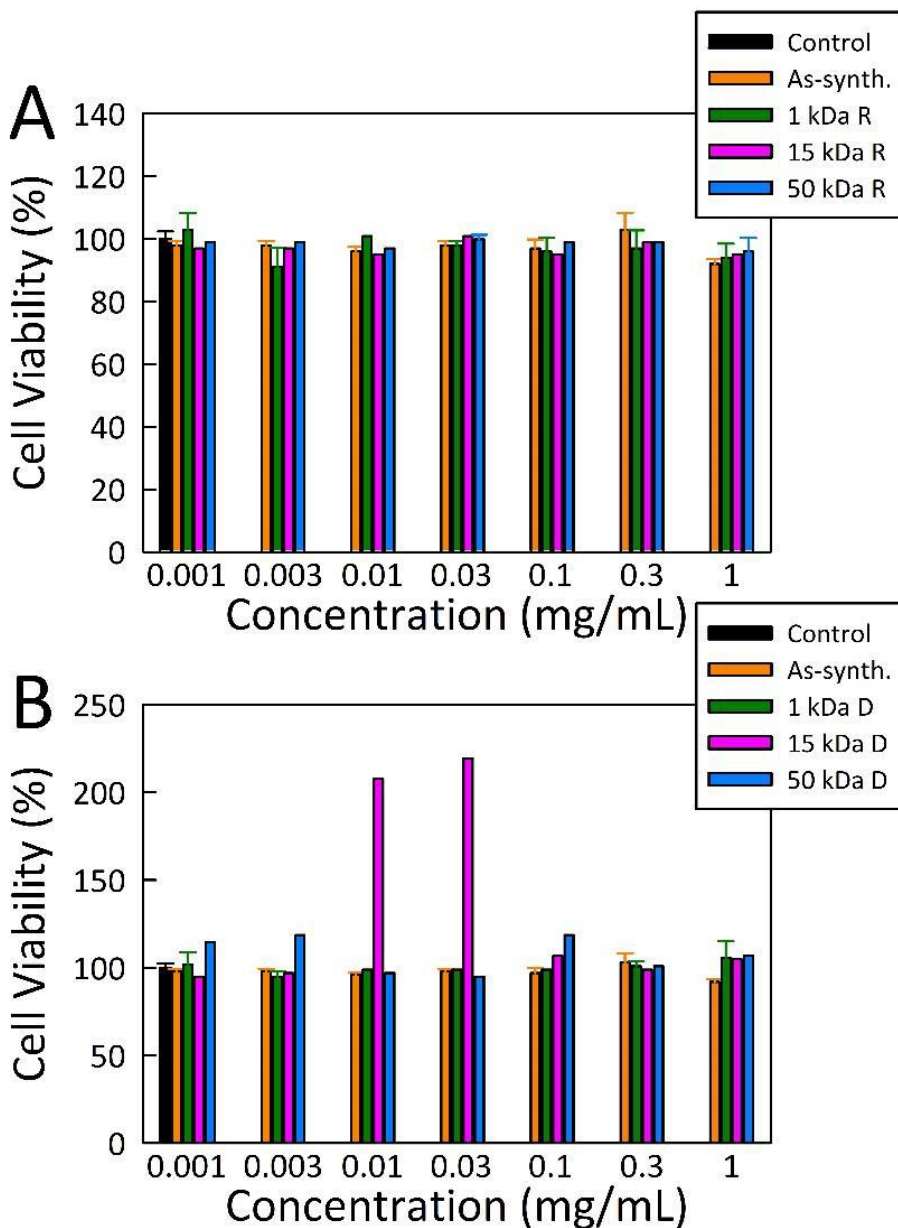 Control
As-synth.
1 kDa R
15 kDa R
50 kDa R
A
140
120
100
80
60
40
20
0
Cell Viability (%)
0.001 0.003 0.01 0.03 0.1 0.3 1
Concentration (mg/mL)
Control
As-synth.
1 kDa D
15 kDa D
50 kDa D
B
250
200
150
100
50
0
Cell Viability (%)
0.001 0.003 0.01 0.03 0.1 0.3 1
Concentration (mg/mL)